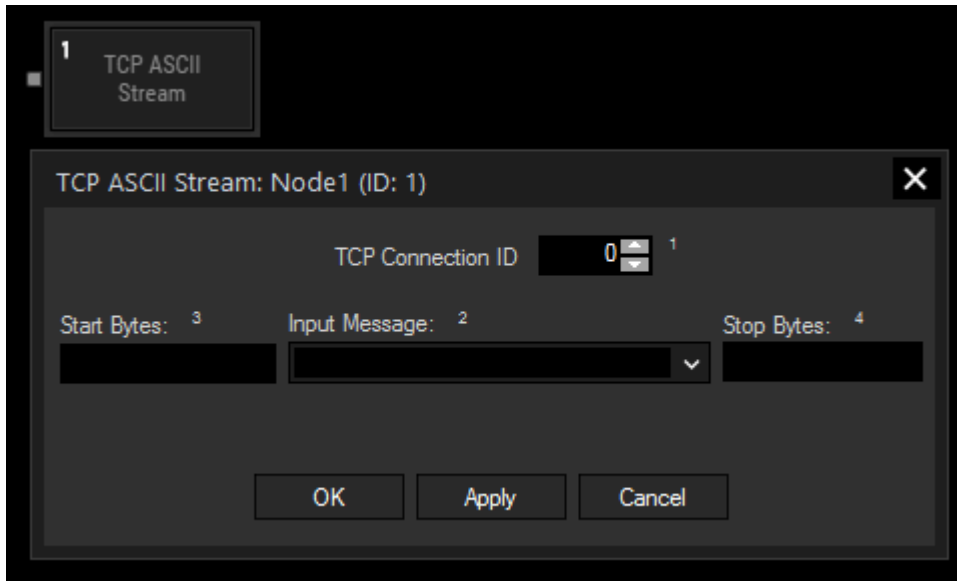 1
TCP ASCII
Stream
TCP ASCII Stream: Node1 (ID: 1)
TCP Connection ID 0 1
Start Bytes: 3 Input Message: 2 Stop Bytes: 4
OK Apply Cancel